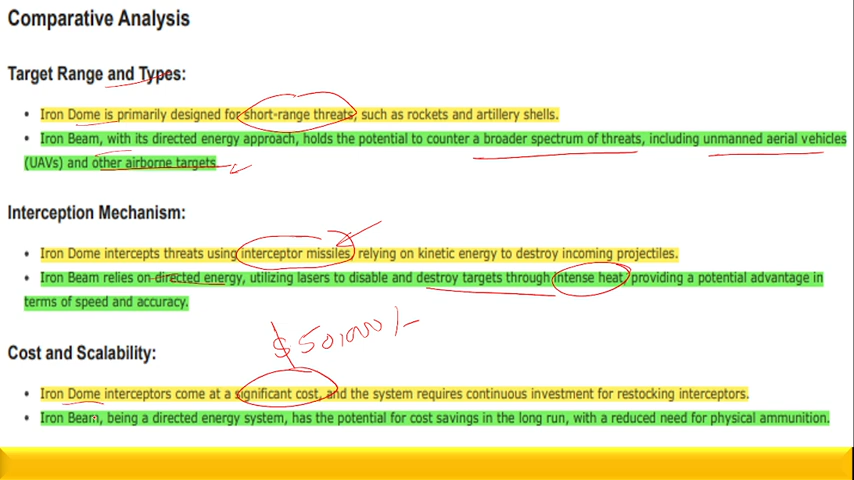 Comparative Analysis
Target Range and Types:
• Iron Dome is primarily designed for short-range threats, such as rockets and artillery shells.
• Iron Beam, with its directed energy approach, holds the potential to counter a broader spectrum of threats, including unmanned aerial vehicles
(UAVs) and other airborne targets.
Interception Mechanism:
• Iron Dome intercepts threats using interceptor missiles, relying on kinetic energy to destroy incoming projectiles.
• Iron Beam relies on directed energy, utilizing lasers to disable and destroy targets through intense heat, providing a potential advantage in
terms of speed and accuracy.
$50,000/-
Cost and Scalability:
• Iron Dome interceptors come at a significant cost, and the system requires continuous investment for restocking interceptors.
• Iron Beam, being a directed energy system, has the potential for cost savings in the long run, with a reduced need for physical ammunition.